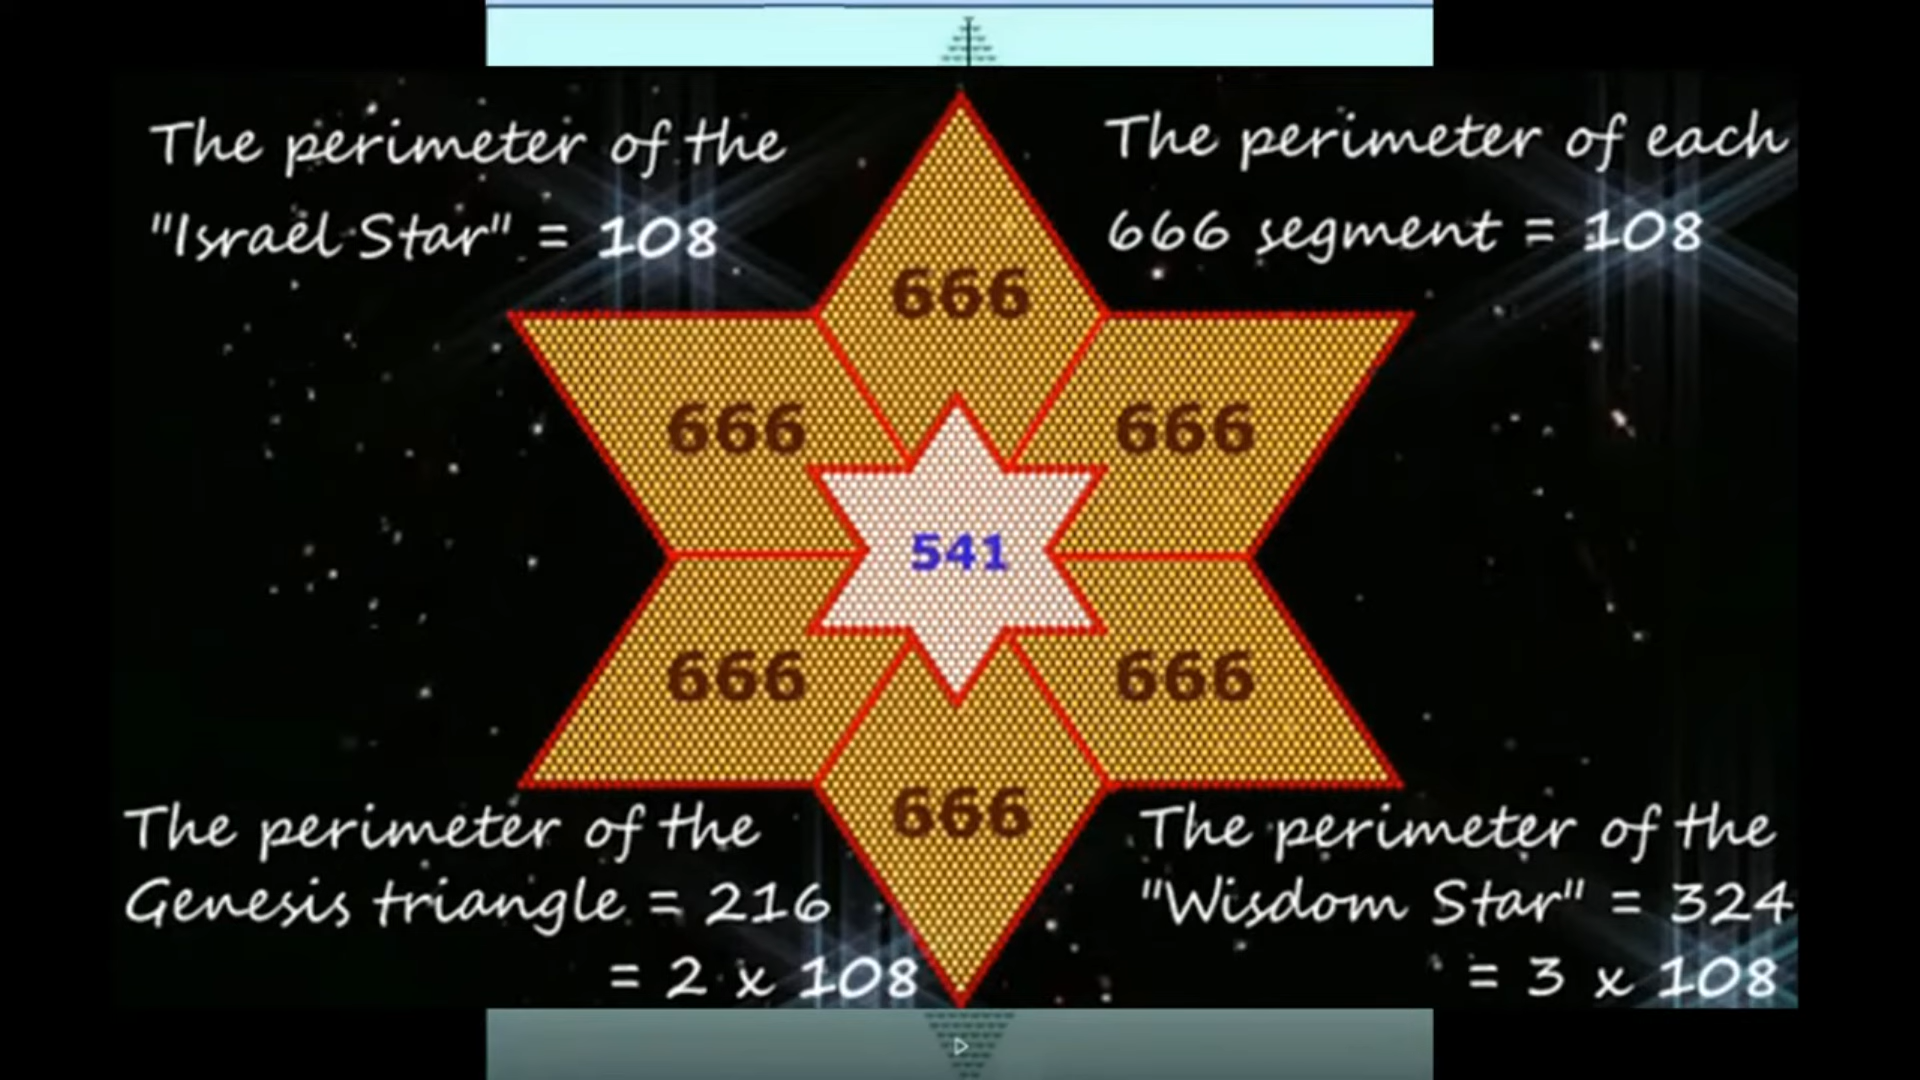 The perimeter of the
"Israel Star" = 108
The perimeter of each
666 segment = 108
666
666
666
541
666
666
666
The perimeter of the
Genesis triangle = 216
= 2 x 108
The perimeter of the
"Wisdom Star" = 324
= 3 x 108